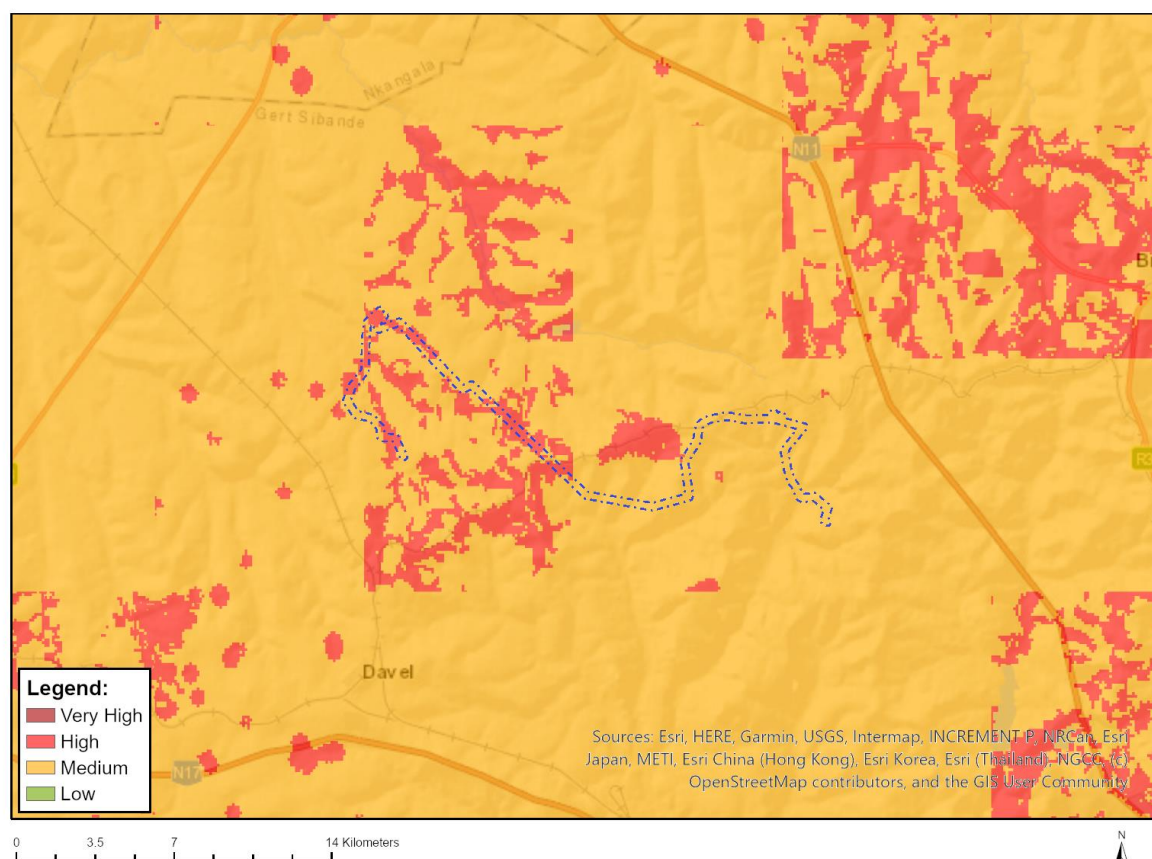 Nkangala
Gert Sibande
N11
Bi
R3
Davel
N17
Legend:
Very High
High
Medium
Low
Sources: Esri, HERE, Garmin, USGS, Intermap, INCREMENT P, NRCan, Esri
Japan, METI, Esri China (Hong Kong), Esri Korea, Esri (Thailand), NGCC, (c)
OpenStreetMap contributors, and the GIS User Community
0 3.5 7 14 Kilometers
N